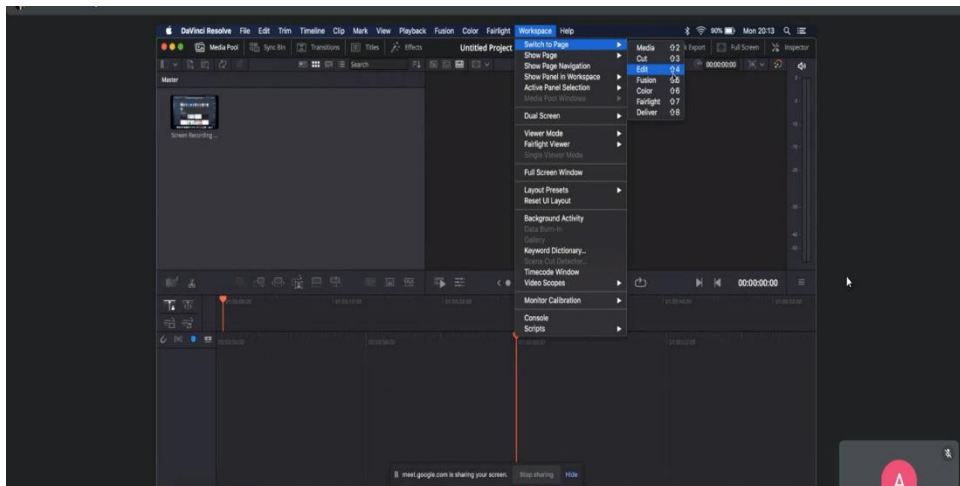 DaVinci Resolve File Edit Trim Timeline Clip Mark View Playback Fusion Color Fairlight Workspace Help 90% Mon 20:13
Media Pool Sync Bin Transitions Titles Effects Untitled Project Export Full Screen Inspector
Search 00:00:00:00
Master
Screen Recording...
Switch to Page
Show Page
Show Page Navigation
Show Panel in Workspace
Active Panel Selection
Media Pool Windows
Dual Screen
Viewer Mode
Fairlight Viewer
Single Viewer Mode
Full Screen Window
Layout Presets
Reset UI Layout
Background Activity
Data Burn-In
Gallery
Keyword Dictionary...
Scene Cut Detector...
Timecode Window
Video Scopes
Monitor Calibration
Console
Scripts
Media ⇧2
Cut ⇧3
Edit ⇧4
Fusion ⇧5
Color ⇧6
Fairlight ⇧7
Deliver ⇧8
00:00:00:00
meet.google.com is sharing your screen. Stop sharing Hide
A